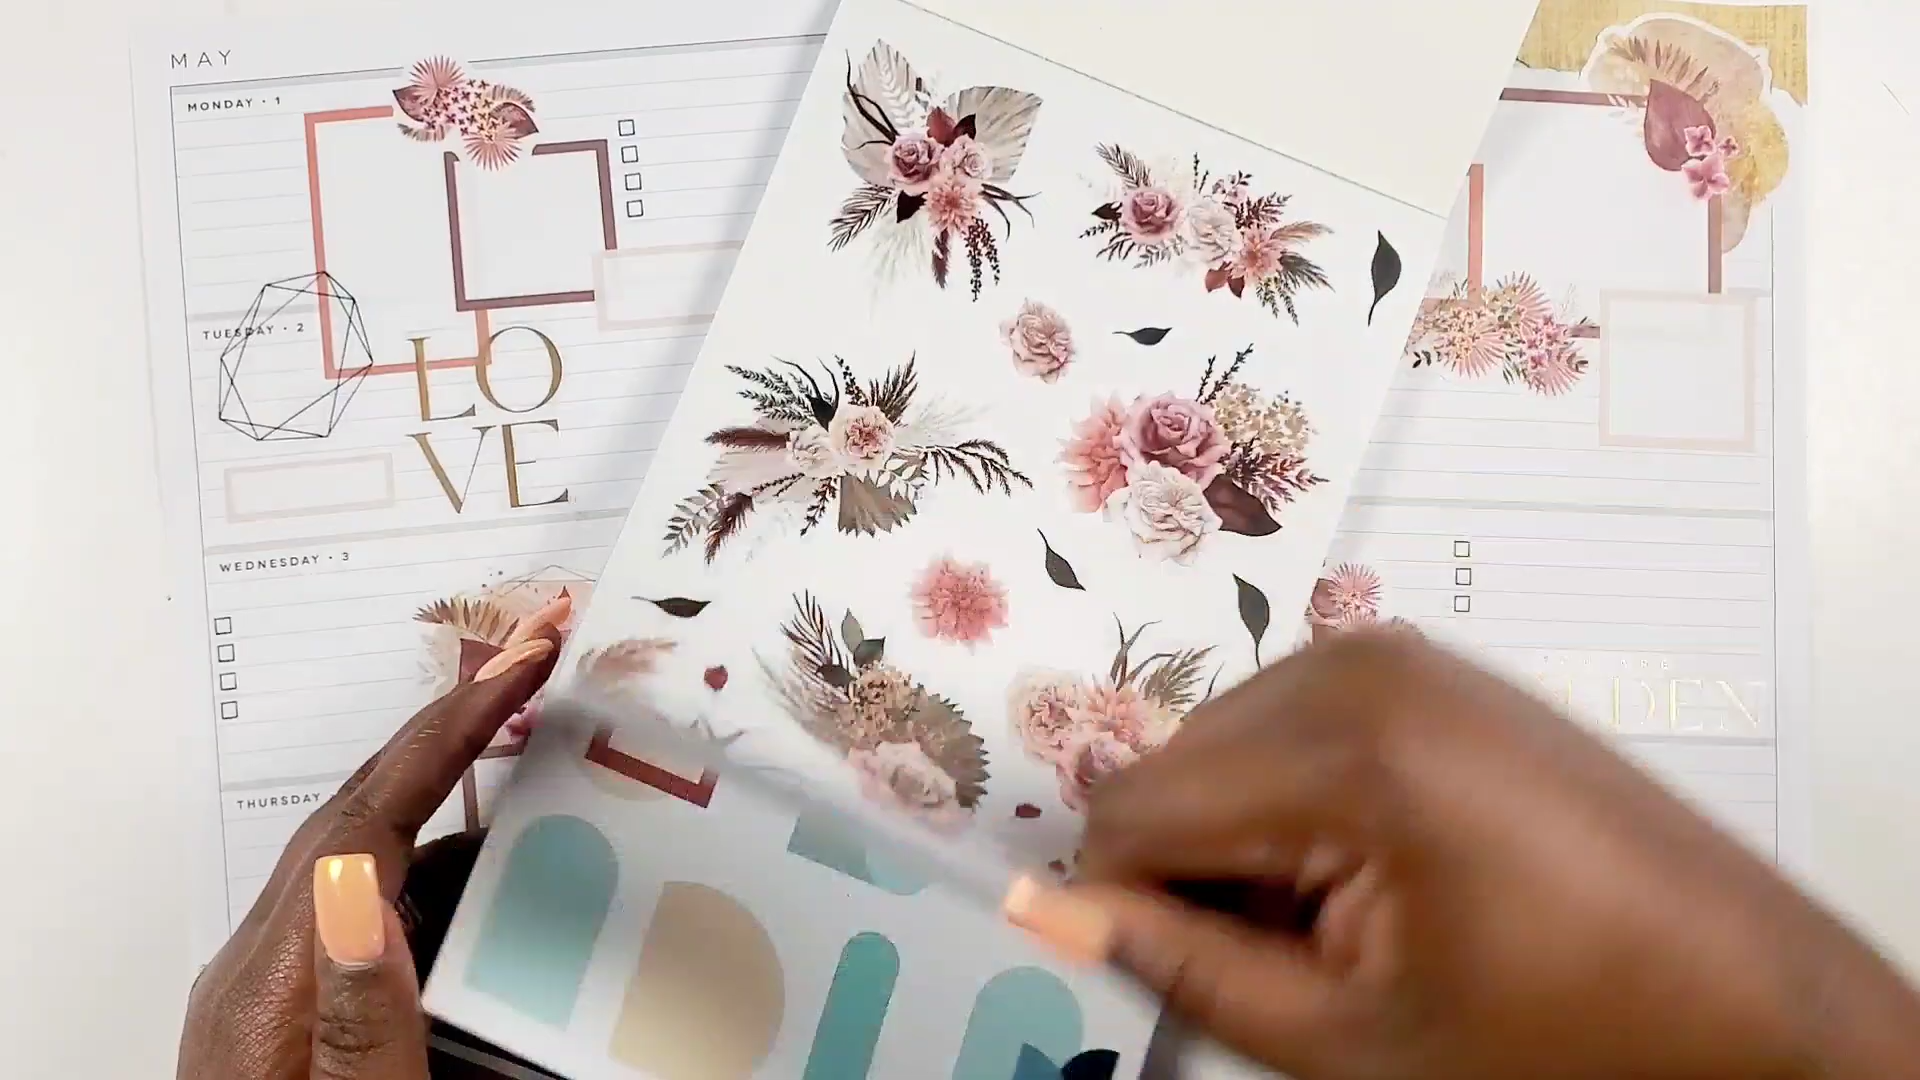 MAY
MONDAY · 1
TUESDAY · 2
LO
VE
WEDNESDAY · 3
THURSDAY